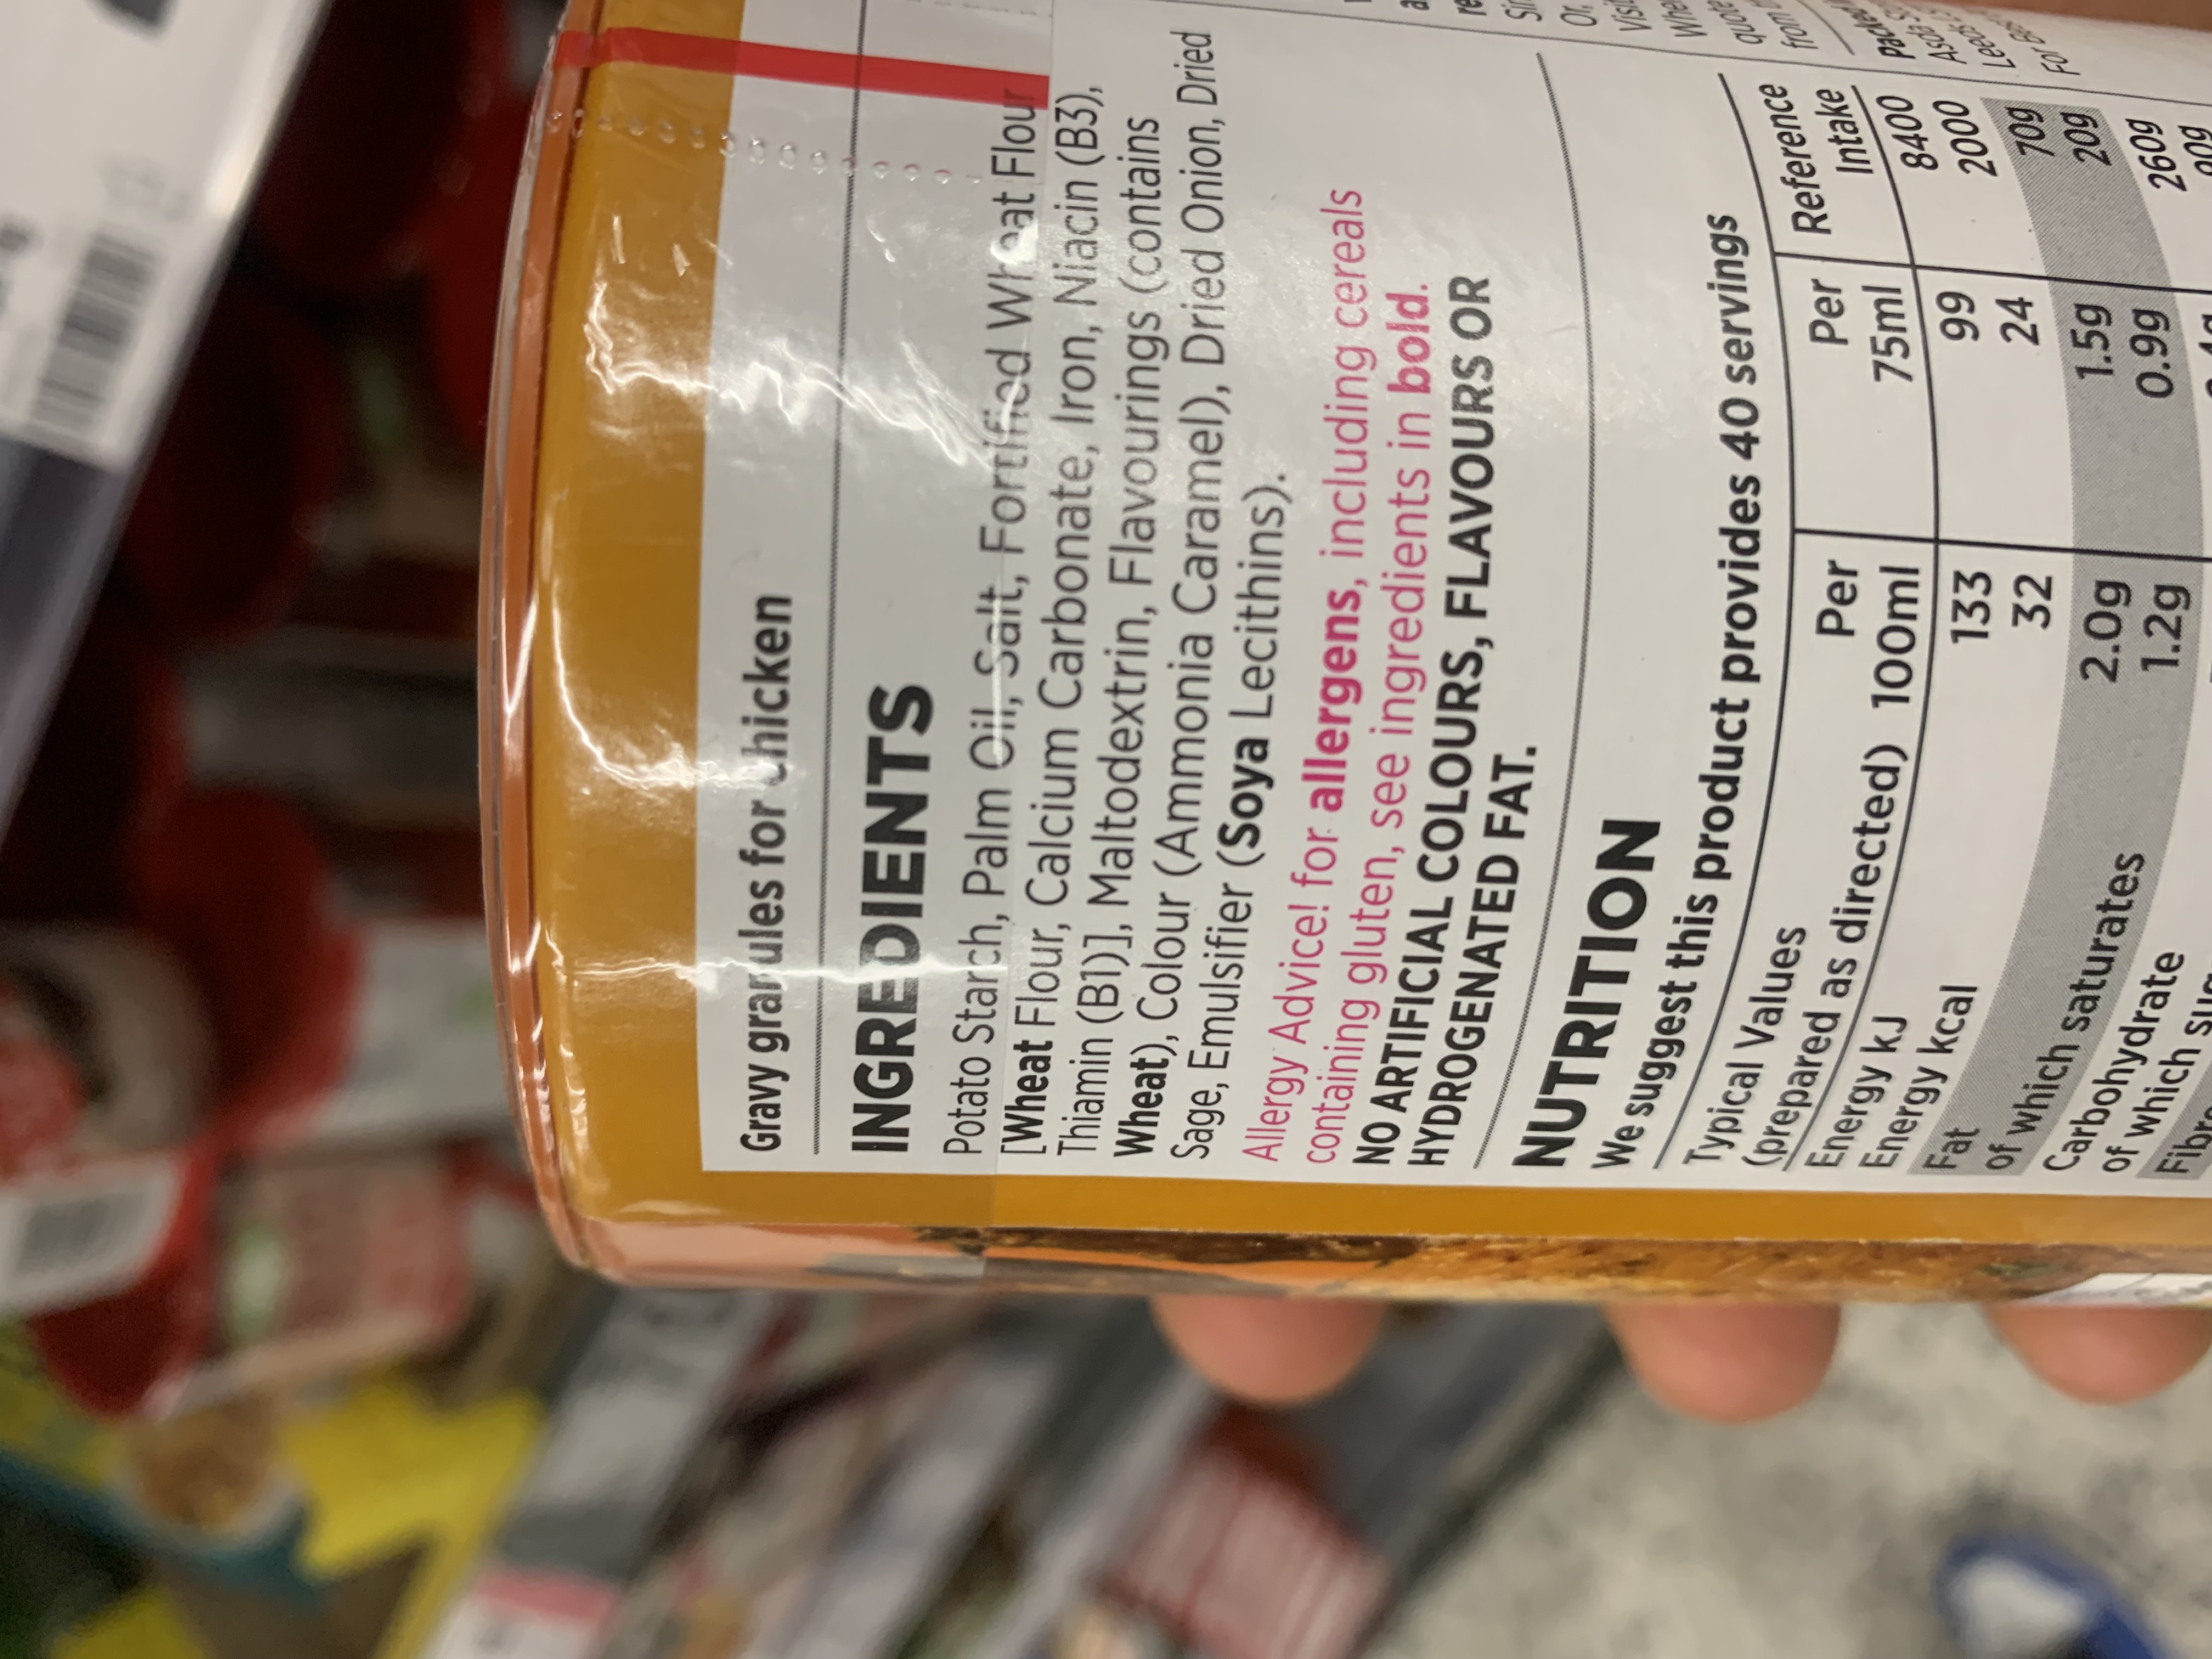 Gravy granules for chicken
INGREDIENTS
Potato Starch, Palm Oil, Salt, Fortified Wheat Flour
[Wheat Flour, Calcium Carbonate, Iron, Niacin (B3),
Thiamin (B1)], Maltodextrin, Flavourings (contains
Wheat), Colour (Ammonia Caramel), Dried Onion, Dried
Sage, Emulsifier (Soya Lecithins).
Allergy Advice! for allergens, including cereals
containing gluten, see ingredients in bold.
NO ARTIFICIAL COLOURS, FLAVOURS OR
HYDROGENATED FAT.
NUTRITION
We suggest this product provides 40 servings
Typical Values
(prepared as directed) Per 100ml Per 75ml Reference Intake
Energy kJ 133 99 8400
Energy kcal 32 24 2000
Fat 2.0g 1.5g 70g
of which saturates 1.2g 0.9g 20g
Carbohydrate 260g
of which
Or,
Packed
Asda
Leeds
For